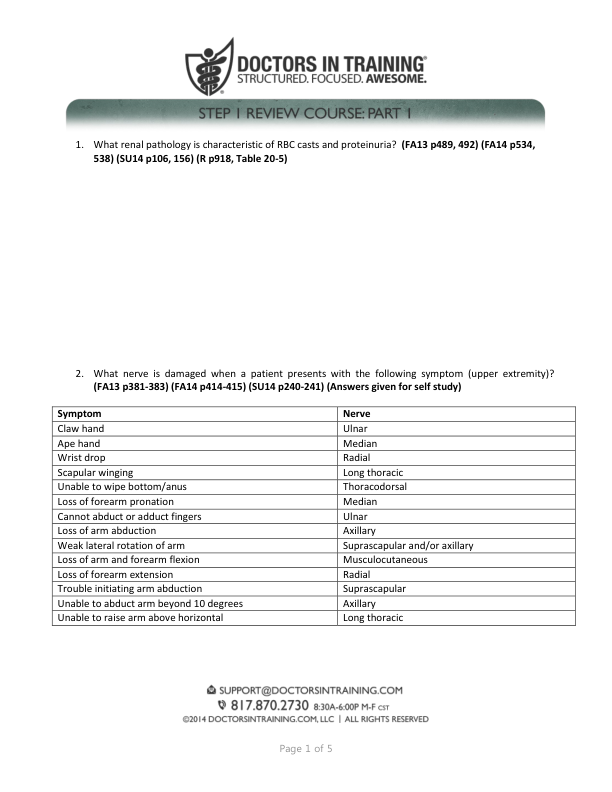 DOCTORS IN TRAINING®
STRUCTURED. FOCUSED. AWESOME.
STEP 1 REVIEW COURSE: PART 1
1. What renal pathology is characteristic of RBC casts and proteinuria? (FA13 p489, 492) (FA14 p534,
538) (SU14 p106, 156) (R p918, Table 20-5)
2. What nerve is damaged when a patient presents with the following symptom (upper extremity)?
(FA13 p381-383) (FA14 p414-415) (SU14 p240-241) (Answers given for self study)
Symptom Nerve
Claw hand Ulnar
Ape hand Median
Wrist drop Radial
Scapular winging Long thoracic
Unable to wipe bottom/anus Thoracodorsal
Loss of forearm pronation Median
Cannot abduct or adduct fingers Ulnar
Loss of arm abduction Axillary
Weak lateral rotation of arm Suprascapular and/or axillary
Loss of arm and forearm flexion Musculocutaneous
Loss of forearm extension Radial
Trouble initiating arm abduction Suprascapular
Unable to abduct arm beyond 10 degrees Axillary
Unable to raise arm above horizontal Long thoracic
SUPPORT@DOCTORSINTRAINING.COM
817.870.2730 8:30A-6:00P M-F CST
©2014 DOCTORSINTRAINING.COM, LLC | ALL RIGHTS RESERVED
Page 1 of 5